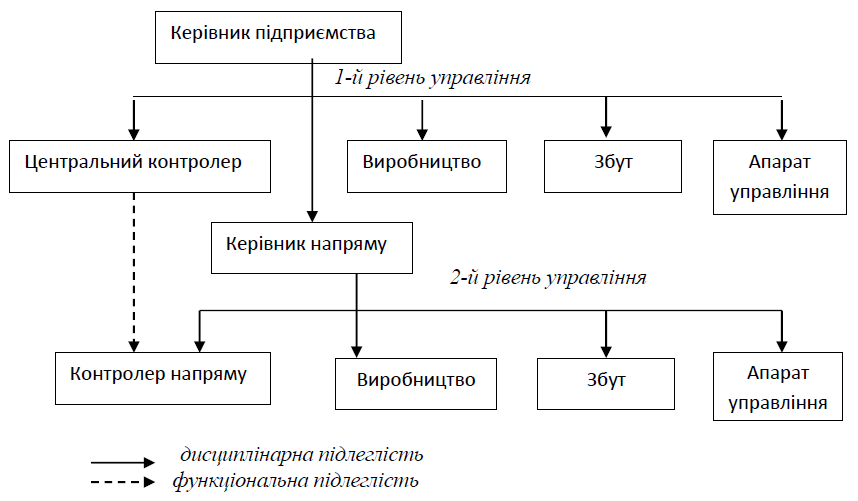 Керівник підприємства
1-й рівень управління
Центральний контролер
Виробництво
Збут
Апарат
управління
Керівник напряму
2-й рівень управління
Контролер напряму
Виробництво
Збут
Апарат
управління
дисциплінарна підлеглість
функціональна підлеглість